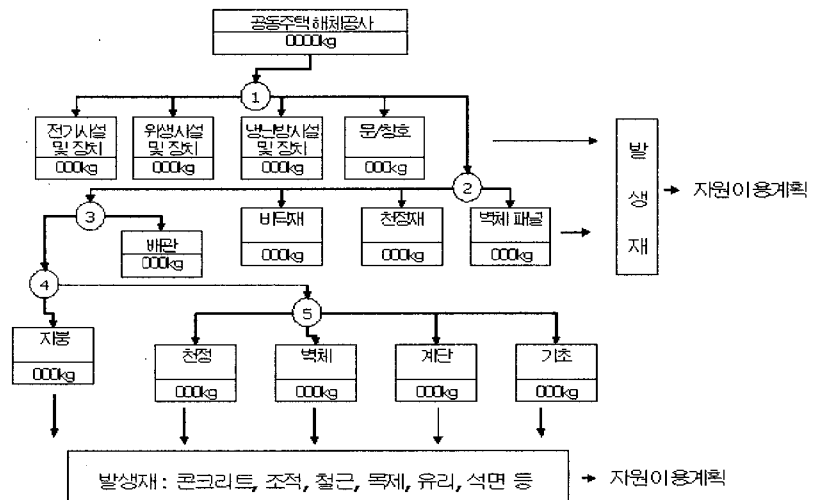 공동주택해체공사
0000kg
1
전기시설
및 장치
000kg
위생시설
및 장치
000kg
냉난방시설
및 장치
000kg
문/창호
000kg
발
생
재
자원이용계획
2
3
배관
000kg
바닥재
000kg
천정재
000kg
벽체 패널
000kg
4
5
지붕
000kg
천정
000kg
벽체
000kg
계단
000kg
기초
000kg
발생재 : 콘크리트, 조적, 철근, 목제, 유리, 석면 등
자원이용계획